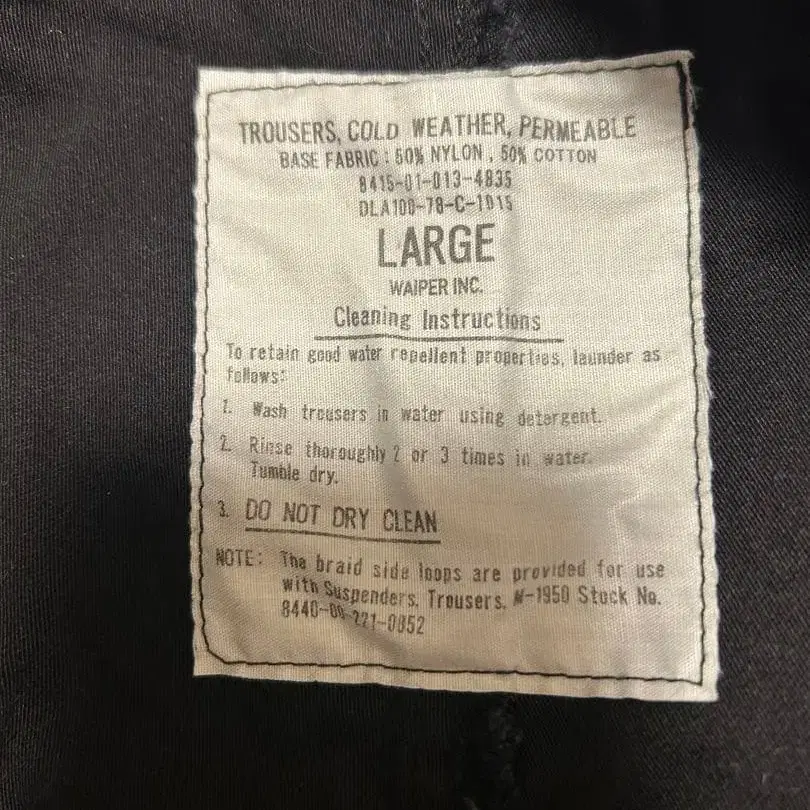 TROUSERS, COLD WEATHER, PERMEABLE
BASE FABRIC : 50% NYLON , 50% COTTON
8415-01-013-4835
DLA100-78-C-1015
LARGE
WAIPER INC.
Cleaning Instructions
To retain good water repellent properties, launder as
follows:
1. Wash trousers in water using detergent.
2. Rinse thoroughly 2 or 3 times in water.
Tumble dry.
3. DO NOT DRY CLEAN
NOTE: The braid side loops are provided for use
with Suspenders, Trousers, M-1950 Stock No.
8440-00-221-0852